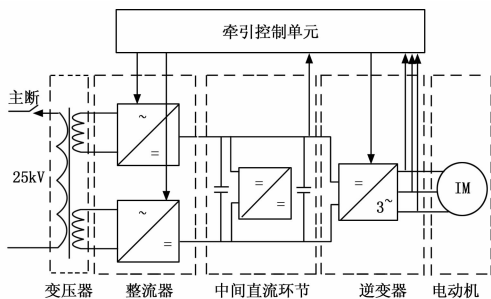 牵引控制单元
主断
25kV
~
=
~
=
=
=
=
3~
IM
变压器 整流器 中间直流环节 逆变器 电动机